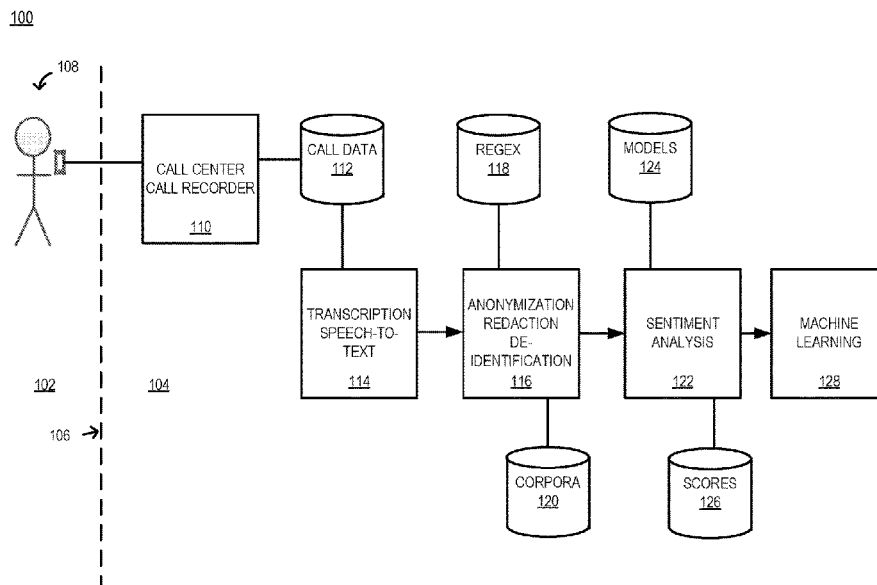 100
108
CALL CENTER
CALL RECORDER
110
CALL DATA
112
REGEX
118
MODELS
124
TRANSCRIPTION
SPEECH-TO-
TEXT
114
ANONYMIZATION
REDACTION
DE-
IDENTIFICATION
116
SENTIMENT
ANALYSIS
122
MACHINE
LEARNING
128
102
104
106
CORPORA
120
SCORES
126